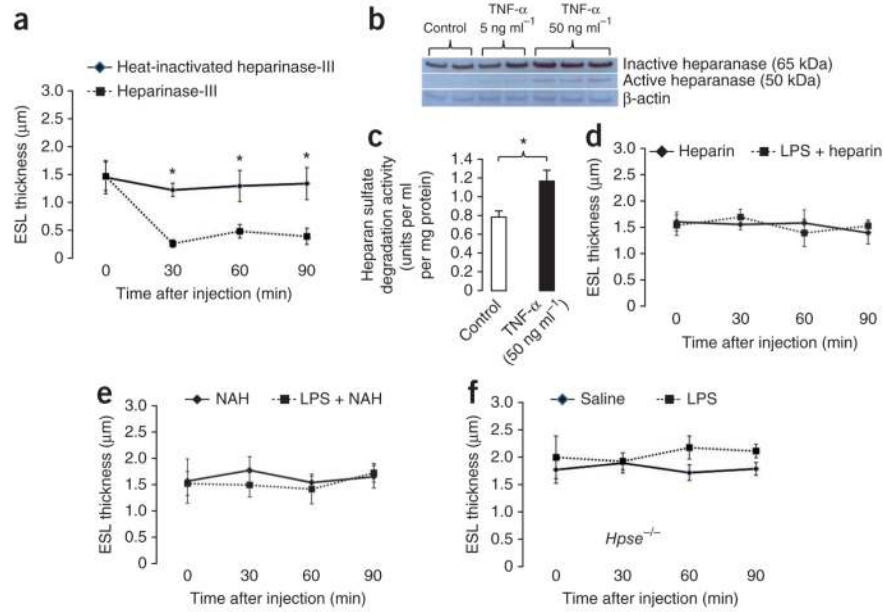 a
Heat-inactivated heparinase-III
Heparinase-III
ESL thickness (µm)
3.0
2.5
2.0
1.5
1.0
0.5
0
* * *
0 30 60 90
Time after injection (min)
b
Control
TNF-α
5 ng ml⁻¹
TNF-α
50 ng ml⁻¹
Inactive heparanase (65 kDa)
Active heparanase (50 kDa)
β-actin
c
Heparan sulfate
degradation activity
(units per ml
per mg protein)
1.4
1.2
1.0
0.8
0.6
0.4
0.2
0
*
Control
TNF-α
(50 ng ml⁻¹)
d
Heparin LPS + heparin
ESL thickness (µm)
3.0
2.5
2.0
1.5
1.0
0.5
0
0 30 60 90
Time after injection (min)
e
NAH LPS + NAH
ESL thickness (µm)
3.0
2.5
2.0
1.5
1.0
0.5
0
0 30 60 90
Time after injection (min)
f
Saline LPS
ESL thickness (µm)
3.0
2.5
2.0
1.5
1.0
0.5
0
Hpse⁻/⁻
0 30 60 90
Time after injection (min)